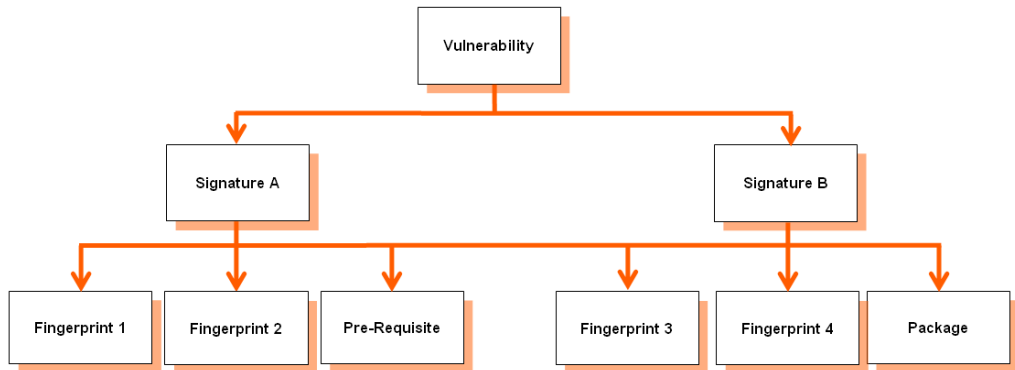 Vulnerability
Signature A
Signature B
Fingerprint 1
Fingerprint 2
Pre-Requisite
Fingerprint 3
Fingerprint 4
Package